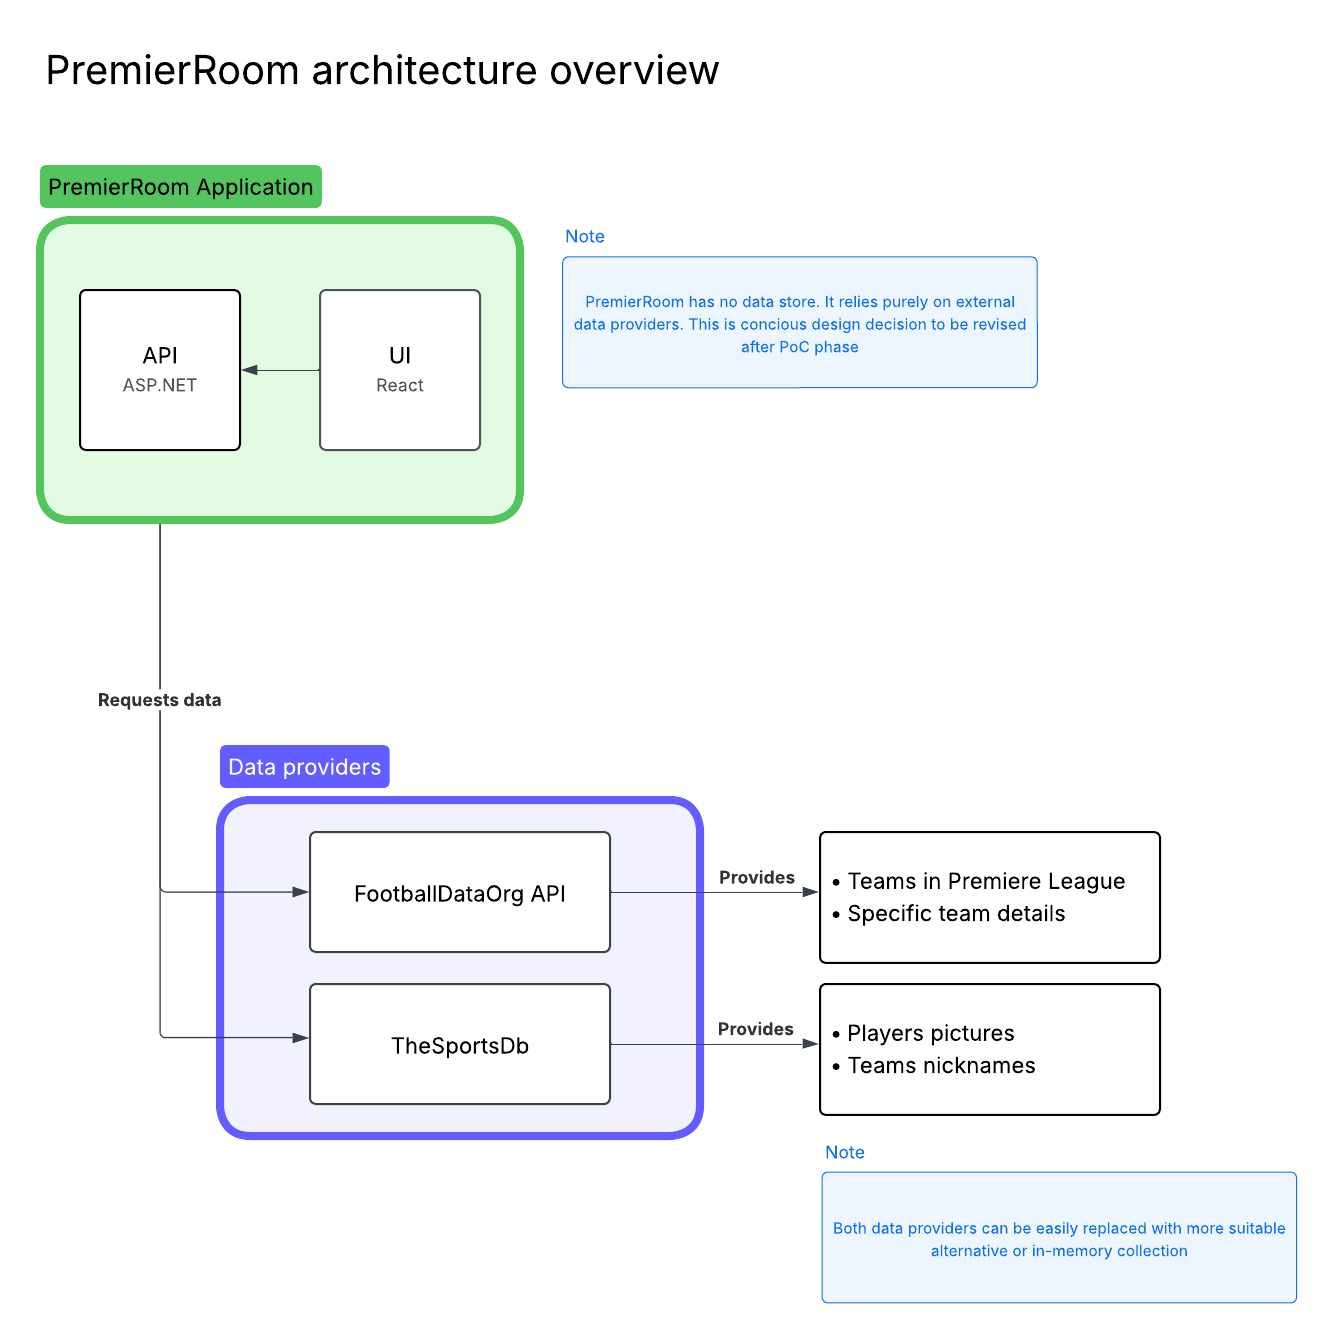 PremierRoom architecture overview
PremierRoom Application
API
ASP.NET
UI
React
Note
PremierRoom has no data store. It relies purely on external
data providers. This is concious design decision to be revised
after PoC phase
Requests data
Data providers
FootballDataOrg API
Provides
• Teams in Premiere League
• Specific team details
TheSportsDb
Provides
• Players pictures
• Teams nicknames
Note
Both data providers can be easily replaced with more suitable
alternative or in-memory collection